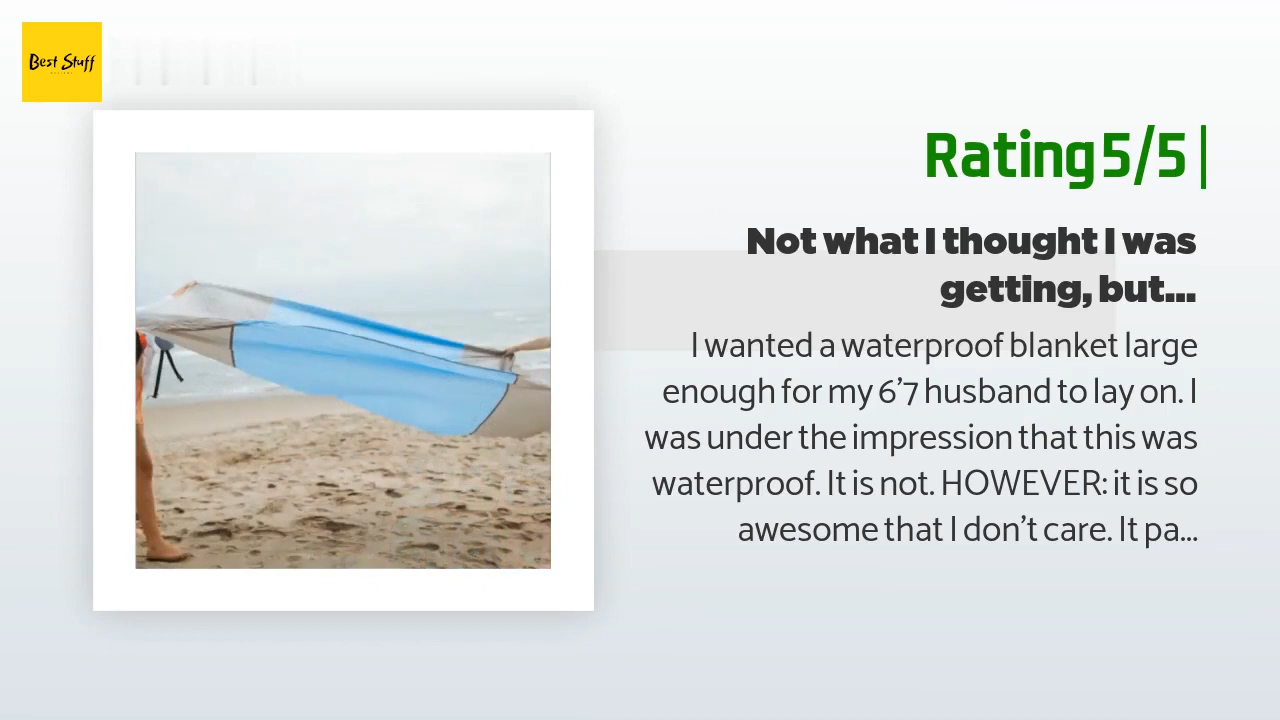 Best Stuff
Rating 5/5 |
Not what I thought I was
getting, but...
I wanted a waterproof blanket large
enough for my 6'7 husband to lay on. I
was under the impression that this was
waterproof. It is not. HOWEVER: it is so
awesome that I don't care. It pa...